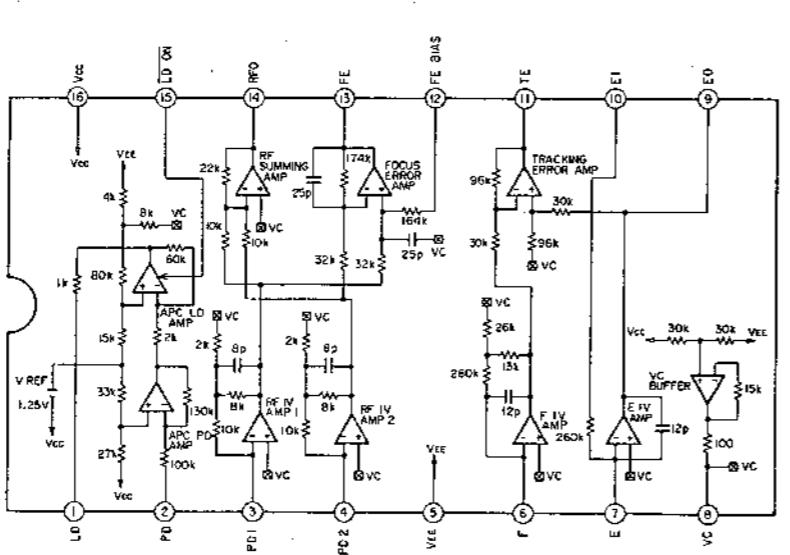 Vcc
LD ON
RFO
FE
FE BIAS
TE
EI
EO
16
15
14
13
12
11
10
9
Vcc
VEE
4k
8k
VC
60k
1k
80k
APC LD
AMP
15k
2k
V REF
1.25V
Vcc
33k
130k
APC PD
AMP
27k
100k
Vcc
22k
RF
SUMMING
AMP
VC
10k
10k
174k
25p
FOCUS
ERROR
AMP
164k
25p
VC
32k
32k
VC
2k
8p
8k
RF IV
AMP 1
10k
VC
VC
2k
8p
8k
RF IV
AMP 2
10k
VC
VEE
96k
TRACKING
ERROR AMP
30k
30k
96k
VC
VC
26k
13k
260k
12p
F IV
AMP
VC
260k
E IV
AMP
12p
VC
Vcc
30k
30k
VEE
VC
BUFFER
15k
100
VC
1
2
3
4
5
6
7
8
LD
PD
PD1
PD2
VEE
F
E
VC